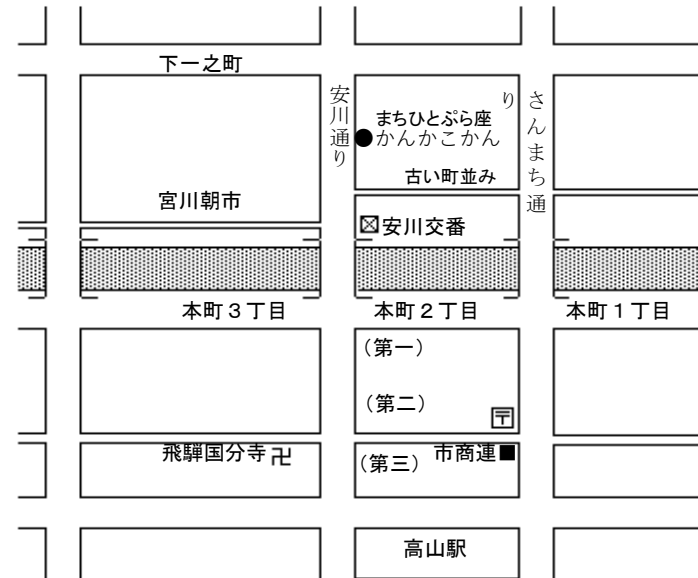 下一之町
安川通り
まちひとぷら座
かんかこかん
さんまち通り
古い町並み
宮川朝市
安川交番
本町3丁目
本町2丁目
本町1丁目
(第一)
(第二)
〒
飛騨国分寺卍
(第三)
市商連
高山駅